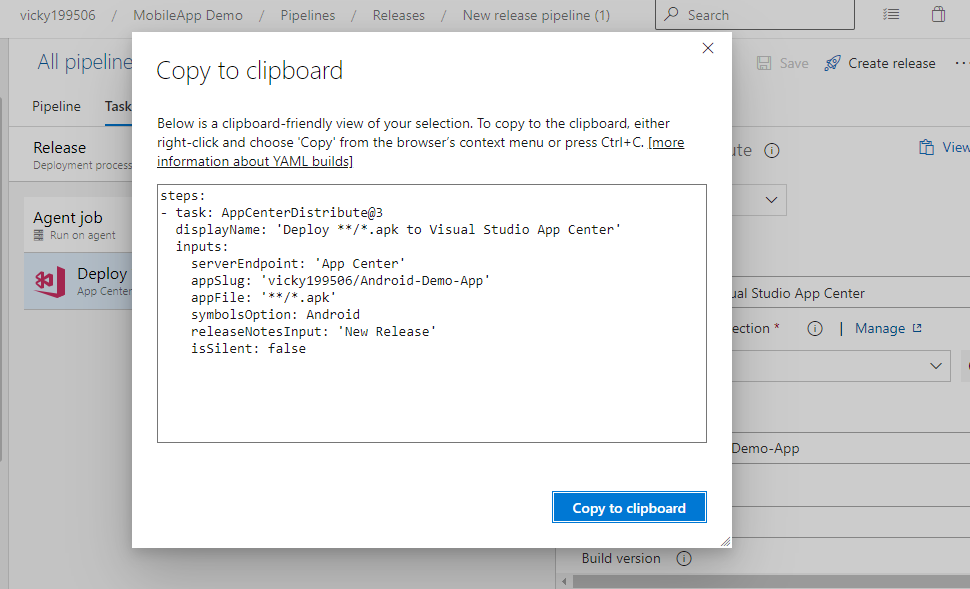 vicky199506 / MobileApp Demo / Pipelines / Releases / New release pipeline (1)
Search
All pipeline
Save
Create release
Pipeline
Task
Release
Deployment process
View
Agent job
Run on agent
Deploy
App Center
Copy to clipboard
Below is a clipboard-friendly view of your selection. To copy to the clipboard, either
right-click and choose 'Copy' from the browser's context menu or press Ctrl+C. [more
information about YAML builds]
steps:
- task: AppCenterDistribute@3
  displayName: 'Deploy **/*.apk to Visual Studio App Center'
  inputs:
    serverEndpoint: 'App Center'
    appSlug: 'vicky199506/Android-Demo-App'
    appFile: '**/*.apk'
    symbolsOption: Android
    releaseNotesInput: 'New Release'
    isSilent: false
Copy to clipboard
ual Studio App Center
ection * | Manage
Demo-App
Build version